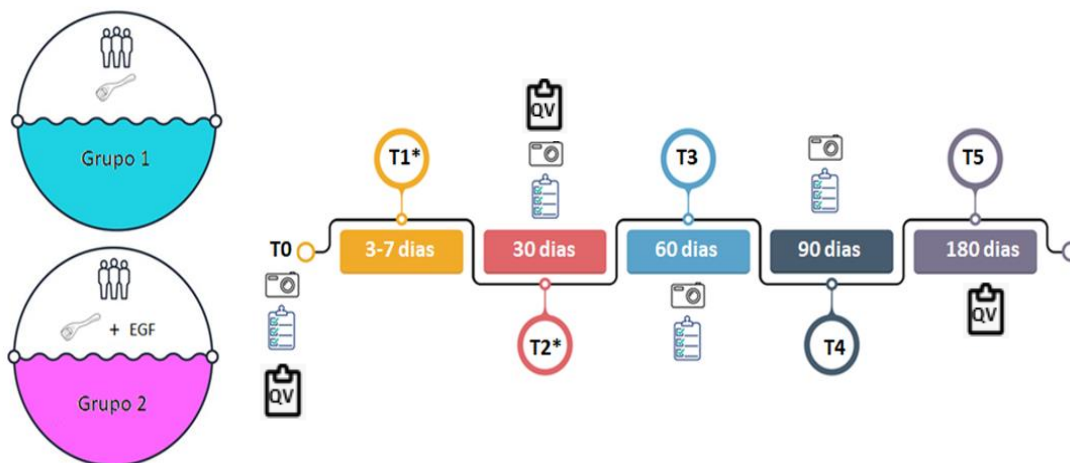 Grupo 1
+ EGF
Grupo 2
T0
QV
T1*
3-7 dias
QV
30 dias
T2*
T3
60 dias
90 dias
T4
T5
180 dias
QV